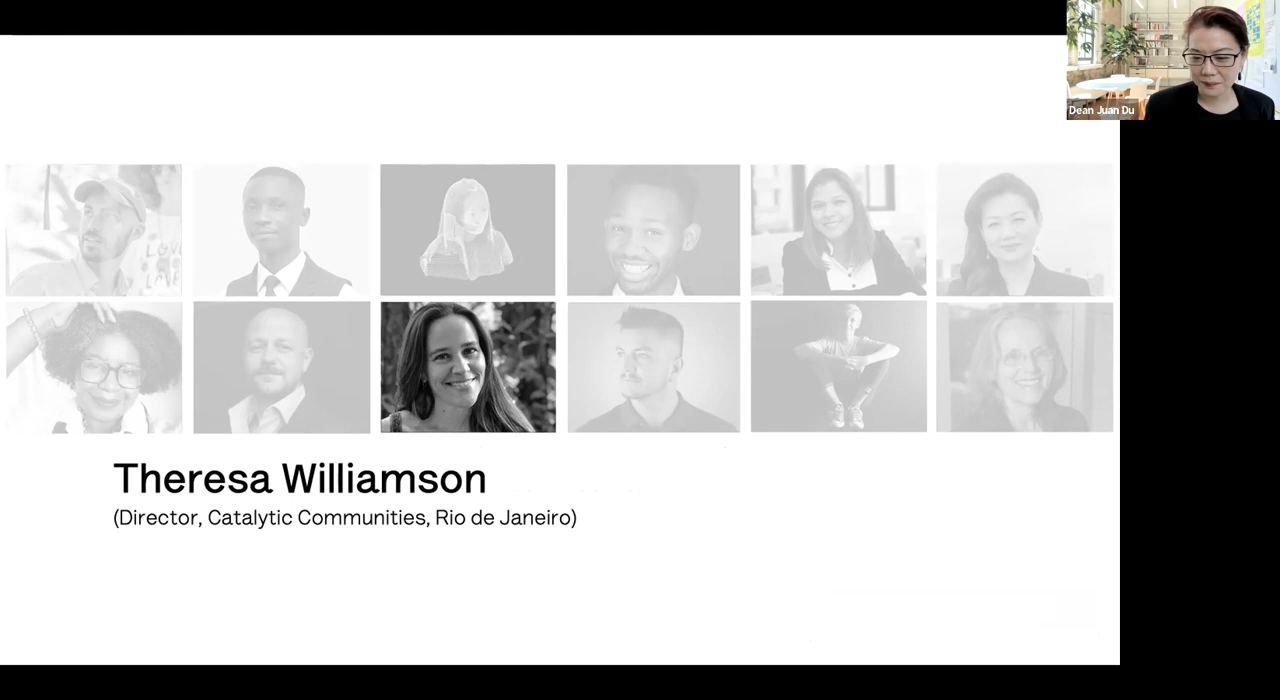 Dean Juan Du
Theresa Williamson
(Director, Catalytic Communities, Rio de Janeiro)